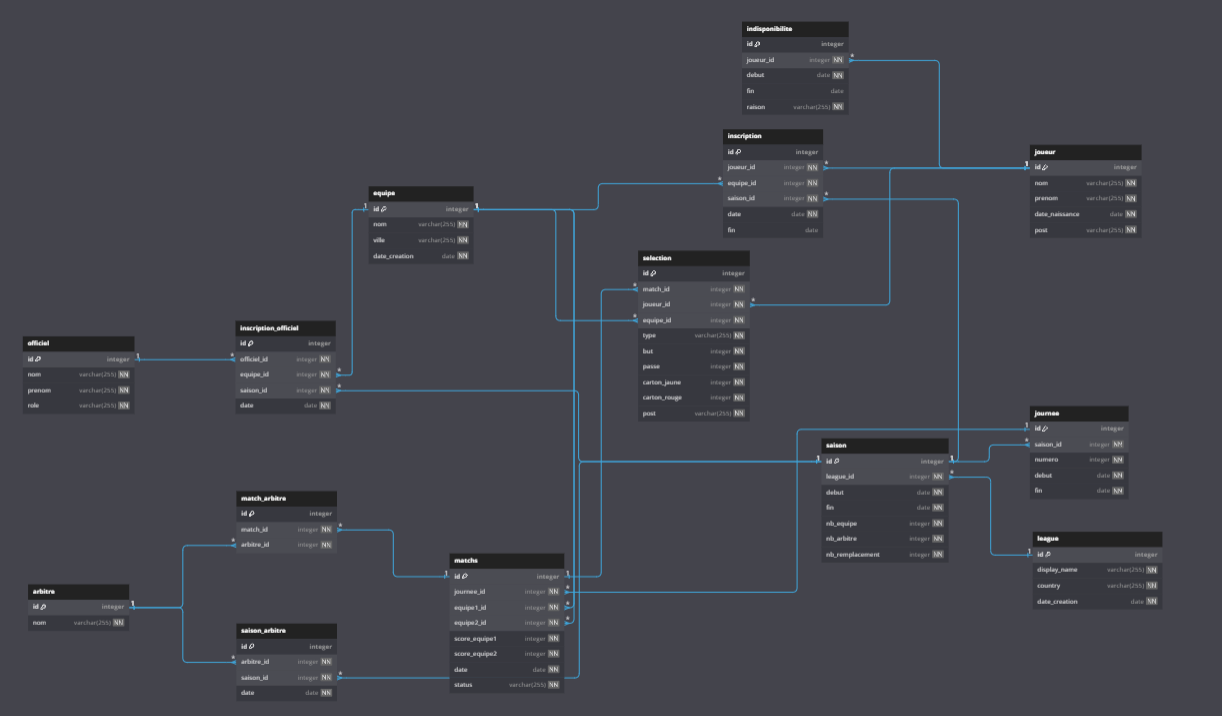 indisponibilite
id integer
joueur_id integer NN
debut date NN
fin date
raison varchar(255) NN
inscription
id integer
joueur_id integer NN
equipe_id integer NN
saison_id integer NN
date date NN
fin date
joueur
id integer
nom varchar(255) NN
prenom varchar(255) NN
date_naissance date NN
post varchar(255) NN
equipe
id integer
nom varchar(255) NN
ville varchar(255) NN
date_creation date NN
selection
id integer
match_id integer NN
joueur_id integer NN
equipe_id integer NN
type varchar(255) NN
but integer NN
passe integer NN
carton_jaune integer NN
carton_rouge integer NN
post varchar(255) NN
inscription_officiel
id integer
officiel_id integer NN
equipe_id integer NN
saison_id integer NN
date date NN
officiel
id integer
nom varchar(255) NN
prenom varchar(255) NN
role varchar(255) NN
journee
id integer
saison_id integer NN
numero integer NN
debut date NN
fin date NN
saison
id integer
league_id integer NN
debut date NN
fin date NN
nb_equipe integer NN
nb_arbitre integer NN
nb_remplacement integer NN
league
id integer
display_name varchar(255) NN
country varchar(255) NN
date_creation date NN
match_arbitre
id integer
match_id integer NN
arbitre_id integer NN
matchs
id integer
journee_id integer NN
equipe1_id integer NN
equipe2_id integer NN
score_equipe1 integer NN
score_equipe2 integer NN
date date NN
status varchar(255) NN
arbitre
id integer
nom varchar(255) NN
saison_arbitre
id integer
arbitre_id integer NN
saison_id integer NN
date date NN